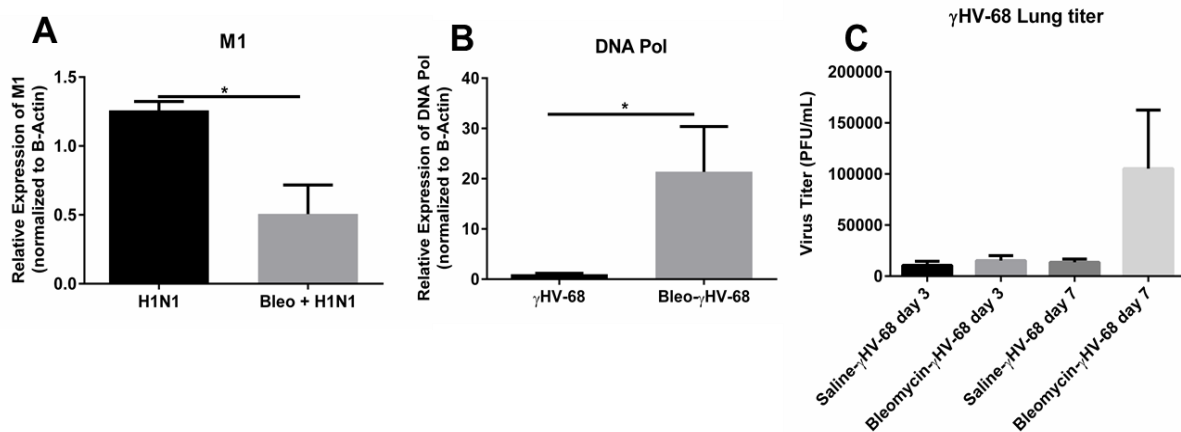 A
M1
Relative Expression of M1
(normalized to B-Actin)
1.5
1.0
0.5
0.0
*
H1N1
Bleo + H1N1
B
DNA Pol
Relative Expression of DNA Pol
(normalized to B-Actin)
40
30
20
10
0
*
γHV-68
Bleo-γHV-68
C
γHV-68 Lung titer
Virus Titer (PFU/mL)
200000
150000
100000
50000
0
Saline-γHV-68 day 3
Bleomycin-γHV-68 day 3
Saline-γHV-68 day 7
Bleomycin-γHV-68 day 7